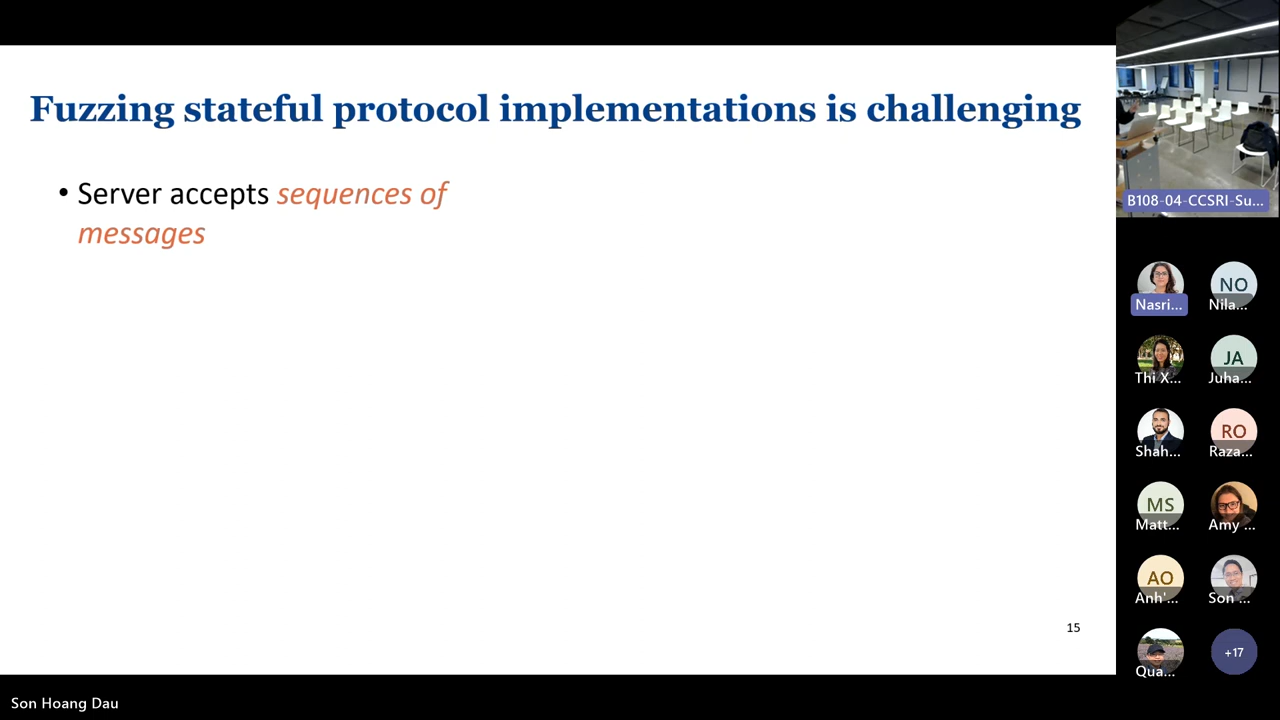 Fuzzing stateful protocol implementations is challenging
• Server accepts sequences of
messages
15
B108-04-CCSRI-Su...
Nasri...
NO
Nila...
Thi X...
JA
Juha...
Shah...
RO
Raza...
MS
Matt...
Amy ...
AO
Anh'...
Son ...
Qua...
+17
Son Hoang Dau